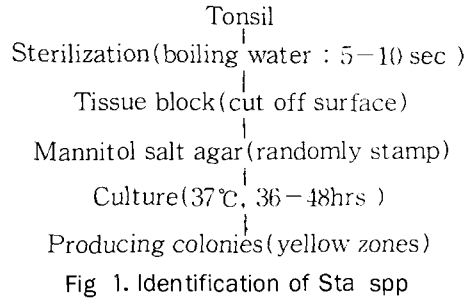 Tonsil
Sterilization(boiling water : 5-10 sec )
Tissue block(cut off surface)
Mannitol salt agar(randomly stamp)
Culture(37℃, 36-48hrs )
Producing colonies(yellow zones)
Fig 1. Identification of Sta spp